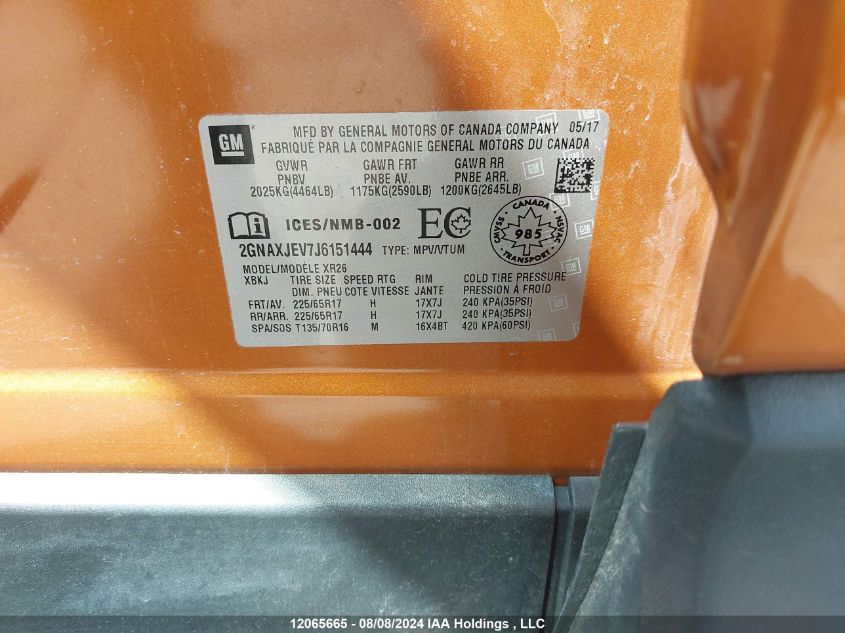 GM
MFD BY GENERAL MOTORS OF CANADA COMPANY 05/17
FABRIQUÉ PAR LA COMPAGNIE GENERAL MOTORS DU CANADA
GVWR GAWR FRT GAWR RR
PNBV PNBE AV. PNBE ARR.
2025KG(4464LB) 1175KG(2590LB) 1200KG(2645LB)
i ICES/NMB-002 EC
CANADA
CMVSS 985 NSVAC
TRANSPORT
2GNAXJEV7J6151444 TYPE: MPV/VTUM
MODEL/MODÈLE XR26
XBKJ TIRE SIZE SPEED RTG RIM COLD TIRE PRESSURE
DIM. PNEU COTE VITESSE JANTE PRESSION À FROID
FRT/AV. 225/65R17 H 17X7J 240 KPA(35PSI)
RR/ARR. 225/65R17 H 17X7J 240 KPA(35PSI)
SPA/SOS T135/70R16 M 16X4BT 420 KPA(60PSI)
12065665 - 08/08/2024 IAA Holdings , LLC